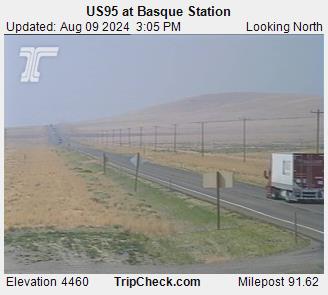 US95 at Basque Station
Updated: Aug 09 2024 3:05 PM Looking North
Elevation 4460 TripCheck.com Milepost 91.62